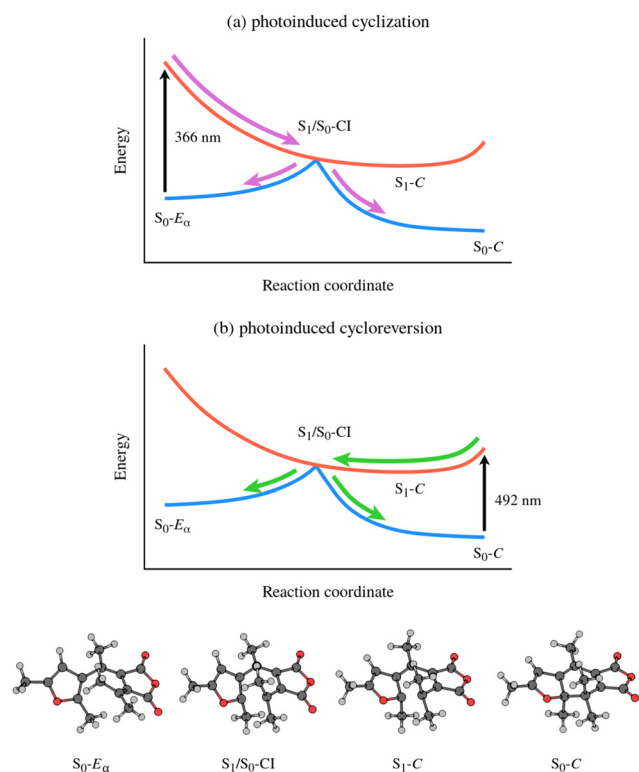 (a) photoinduced cyclization
S₁/S₀-CI
366 nm
Energy
S₁-C
S₀-Eα
S₀-C
Reaction coordinate
(b) photoinduced cycloreversion
S₁/S₀-CI
Energy
S₁-C
492 nm
S₀-Eα
S₀-C
Reaction coordinate
S₀-Eα S₁/S₀-CI S₁-C S₀-C